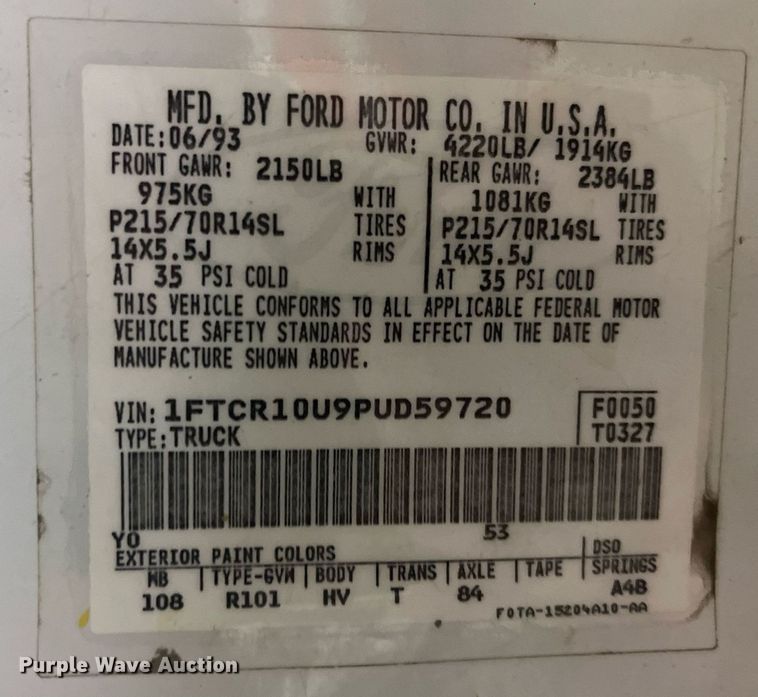 MFD. BY FORD MOTOR CO. IN U.S.A.
DATE: 06/93 GVWR: 4220LB/ 1914KG
FRONT GAWR: 2150LB REAR GAWR: 2384LB
975KG WITH 1081KG WITH
P215/70R14SL TIRES P215/70R14SL TIRES
14X5.5J RIMS 14X5.5J RIMS
AT 35 PSI COLD AT 35 PSI COLD
THIS VEHICLE CONFORMS TO ALL APPLICABLE FEDERAL MOTOR
VEHICLE SAFETY STANDARDS IN EFFECT ON THE DATE OF
MANUFACTURE SHOWN ABOVE.
VIN: 1FTCR10U9PUD59720 F0050
TYPE: TRUCK T0327
YO 53
EXTERIOR PAINT COLORS DSO
WB TYPE-GVW BODY TRANS AXLE TAPE SPRINGS
108 R101 HV T 84 A4B
F0TA-15204A10-AA
Purple Wave Auction